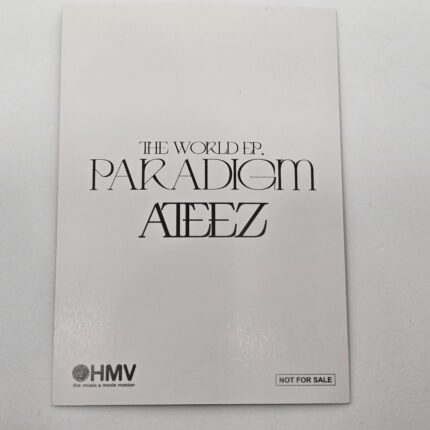 THE WORLD EP.
PARADIGM
ATEEZ
HMV
the music & movie master
NOT FOR SALE